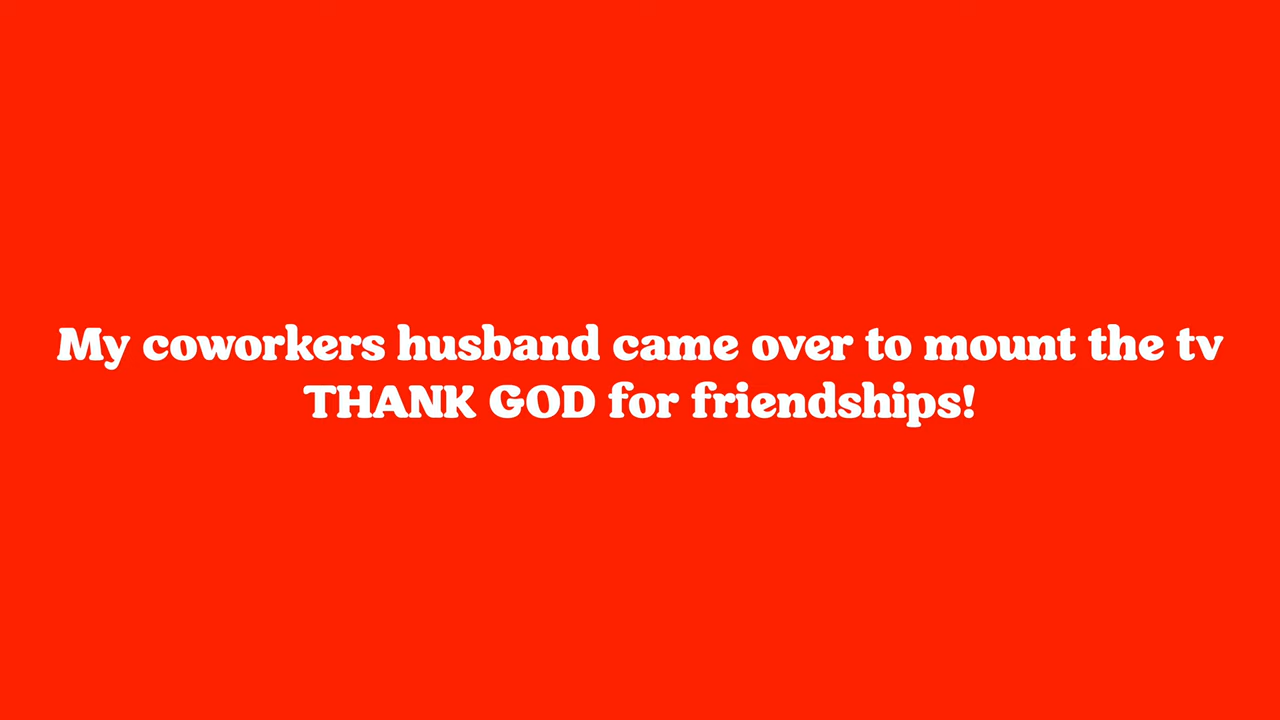 My coworkers husband came over to mount the tv
THANK GOD for friendships!